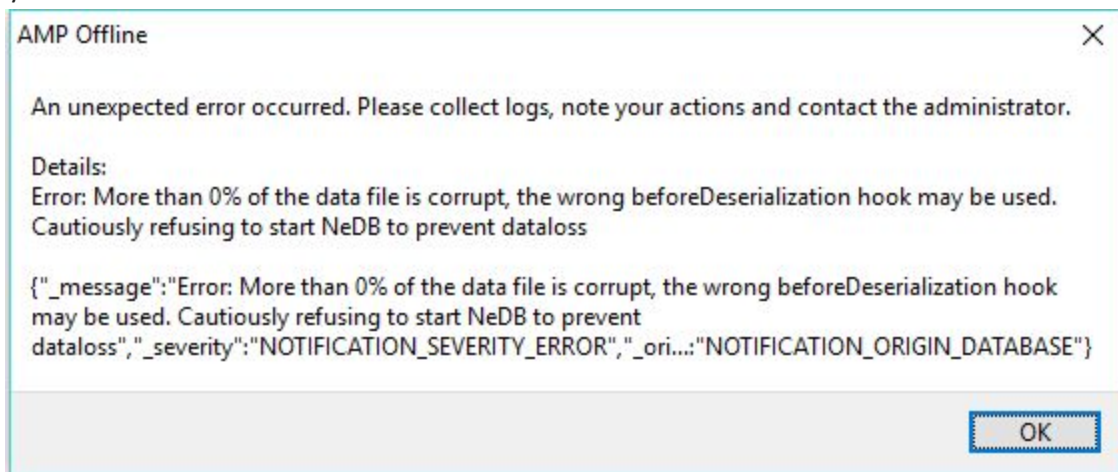 AMP Offline
An unexpected error occurred. Please collect logs, note your actions and contact the administrator.
Details:
Error: More than 0% of the data file is corrupt, the wrong beforeDeserialization hook may be used.
Cautiously refusing to start NeDB to prevent dataloss
{"_message":"Error: More than 0% of the data file is corrupt, the wrong beforeDeserialization hook
may be used. Cautiously refusing to start NeDB to prevent
dataloss","_severity":"NOTIFICATION_SEVERITY_ERROR","_ori...:"NOTIFICATION_ORIGIN_DATABASE"}
OK